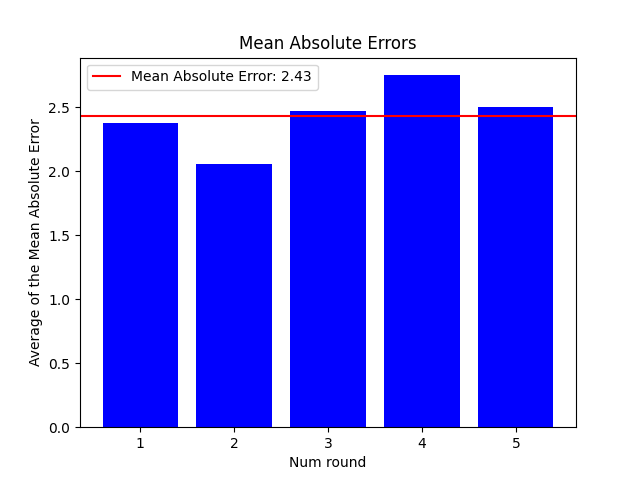 Mean Absolute Errors
Mean Absolute Error: 2.43
Average of the Mean Absolute Error
2.5
2.0
1.5
1.0
0.5
0.0
1 2 3 4 5
Num round